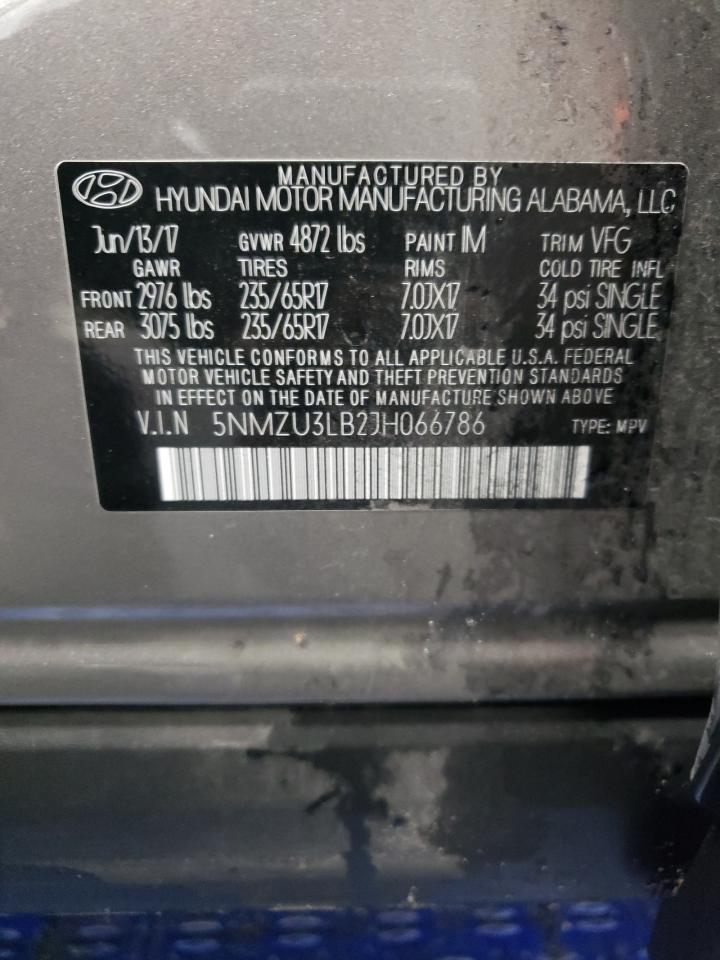 MANUFACTURED BY
HYUNDAI MOTOR MANUFACTURING ALABAMA, LLC
Jun/13/17 GVWR 4872 lbs PAINT IM TRIM VFG
GAWR TIRES RIMS COLD TIRE INFL
FRONT 2976 lbs 235/65R17 7.0JX17 34 psi SINGLE
REAR 3075 lbs 235/65R17 7.0JX17 34 psi SINGLE
THIS VEHICLE CONFORMS TO ALL APPLICABLE U.S.A. FEDERAL
MOTOR VEHICLE SAFETY AND THEFT PREVENTION STANDARDS
IN EFFECT ON THE DATE OF MANUFACTURE SHOWN ABOVE
V.I.N 5NMZU3LB2JH066786 TYPE: MPV